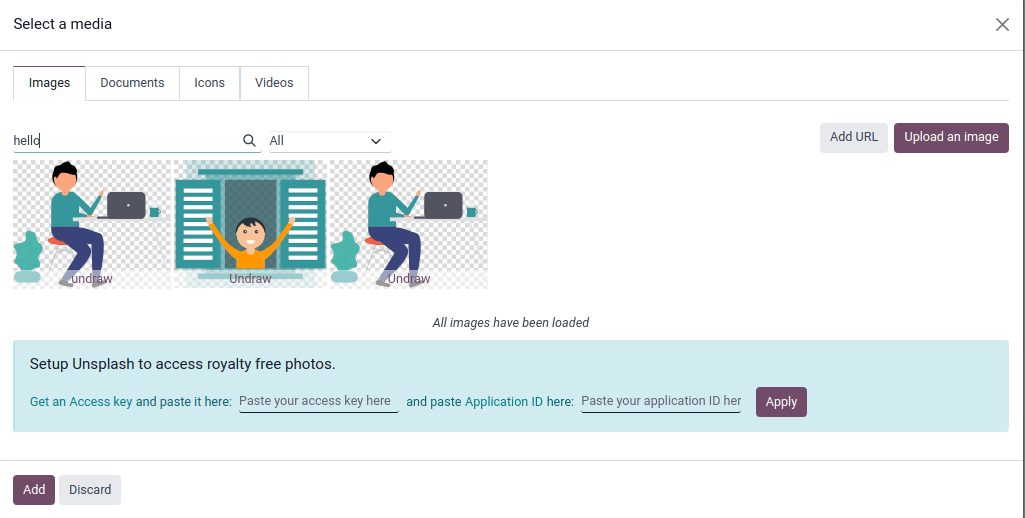 Select a media
Images Documents Icons Videos
hello All Add URL Upload an image
undraw Undraw Undraw
All images have been loaded
Setup Unsplash to access royalty free photos.
Get an Access key and paste it here: Paste your access key here and paste Application ID here: Paste your application ID her Apply
Add Discard